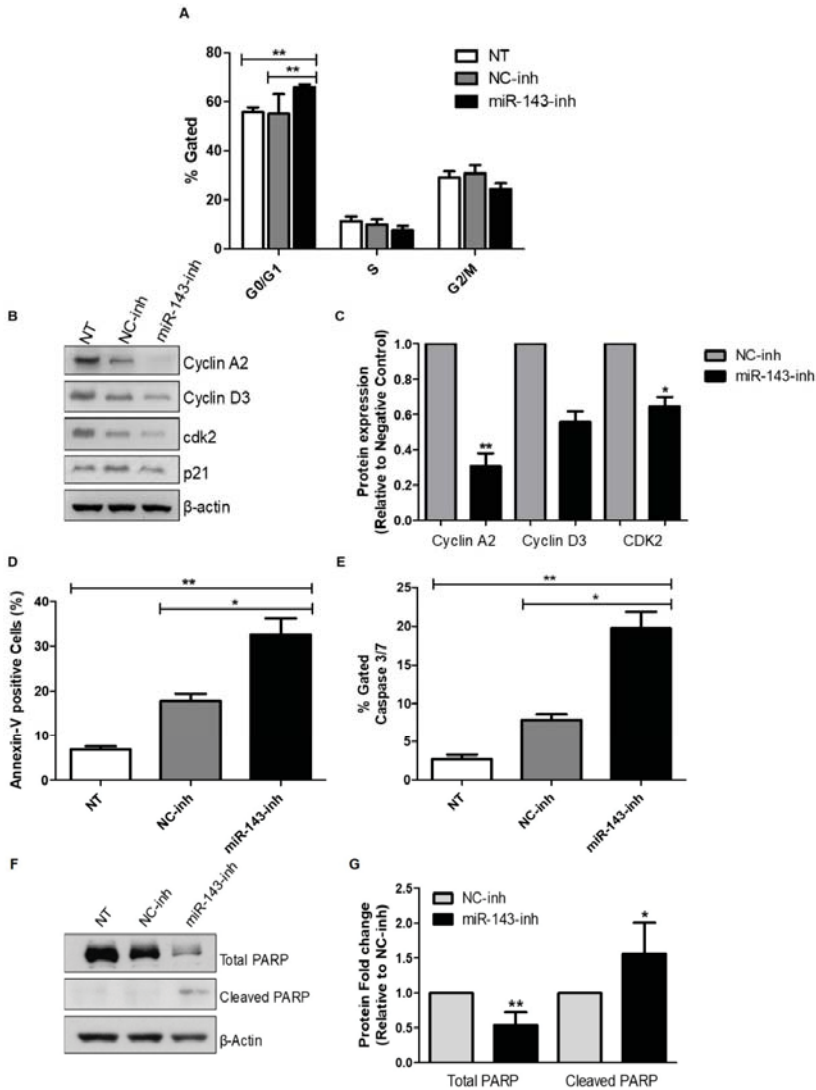 A
% Gated
80
60
40
20
0
**
**
NT
NC-inh
miR-143-inh
G0/G1
S
G2/M
B
NT
NC-inh
miR-143-inh
Cyclin A2
Cyclin D3
cdk2
p21
β-actin
C
Protein expression
(Relative to Negative Control)
1.0
0.8
0.6
0.4
0.2
0.0
**
*
NC-inh
miR-143-inh
Cyclin A2
Cyclin D3
CDK2
D
Annexin-V positive Cells (%)
40
30
20
10
0
**
*
NT
NC-inh
miR-143-inh
E
% Gated
Caspase 3/7
25
20
15
10
5
0
**
*
NT
NC-inh
miR-143-inh
F
NT
NC-inh
miR-143-inh
Total PARP
Cleaved PARP
β-Actin
G
Protein Fold change
(Relative to NC-inh)
2.5
2.0
1.5
1.0
0.5
0.0
NC-inh
miR-143-inh
**
*
Total PARP
Cleaved PARP